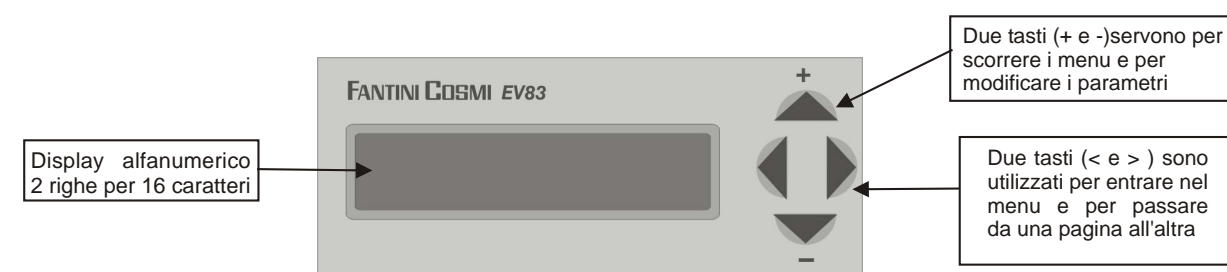 Due tasti (+ e -)servono per
scorrere i menu e per
modificare i parametri
+
FANTINI COSMI EV83
Display alfanumerico
2 righe per 16 caratteri
Due tasti (< e > ) sono
utilizzati per entrare nel
menu e per passare
da una pagina all'altra
–